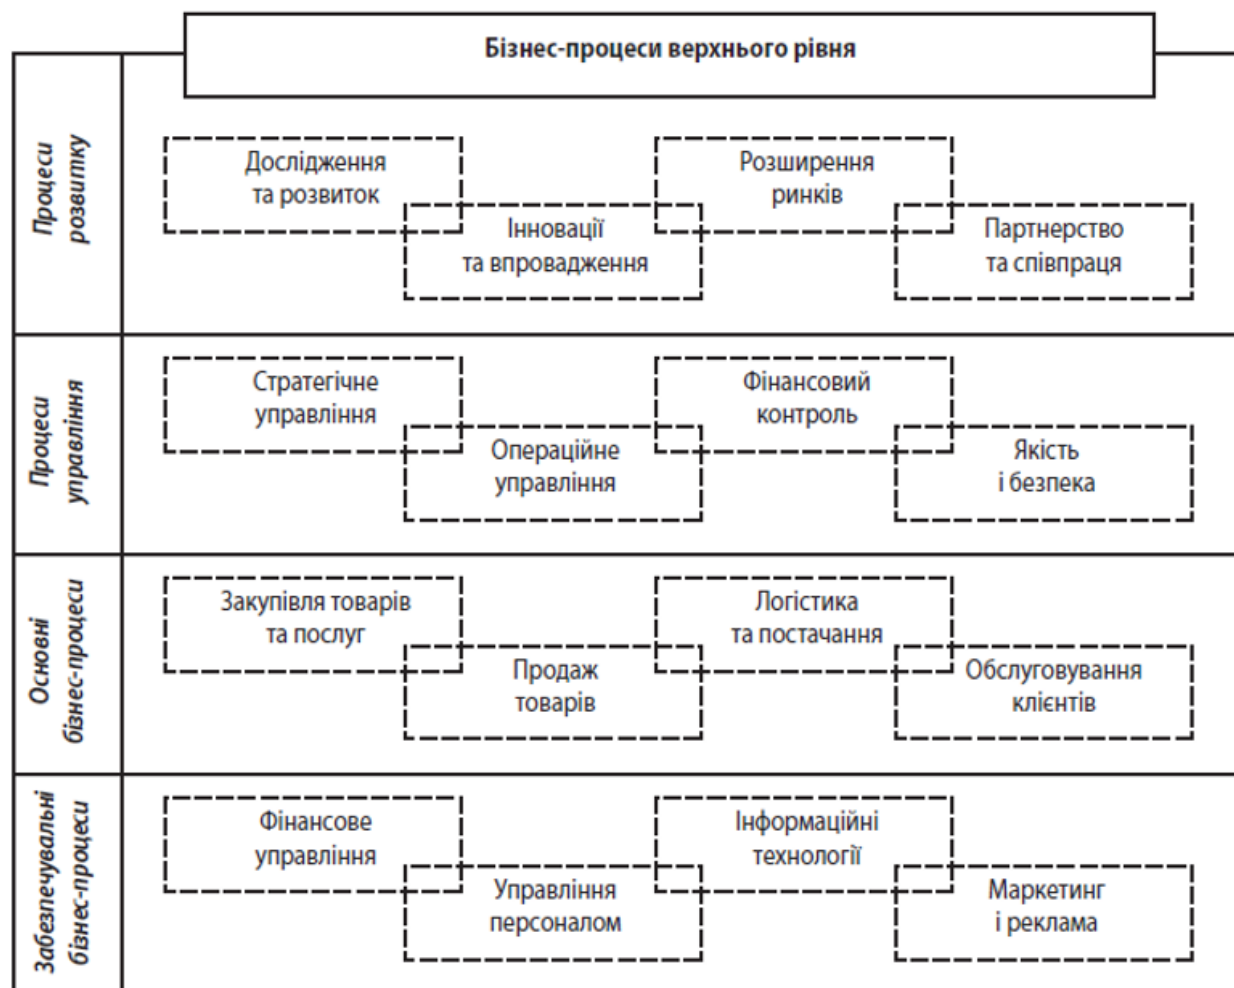 Бізнес-процеси верхнього рівня
Процеси
розвитку
Дослідження
та розвиток
Інновації
та впровадження
Розширення
ринків
Партнерство
та співпраця
Процеси
управління
Стратегічне
управління
Операційне
управління
Фінансовий
контроль
Якість
і безпека
Основні
бізнес-процеси
Закупівля товарів
та послуг
Продаж
товарів
Логістика
та постачання
Обслуговування
клієнтів
Забезпечувальні
бізнес-процеси
Фінансове
управління
Управління
персоналом
Інформаційні
технології
Маркетинг
і реклама